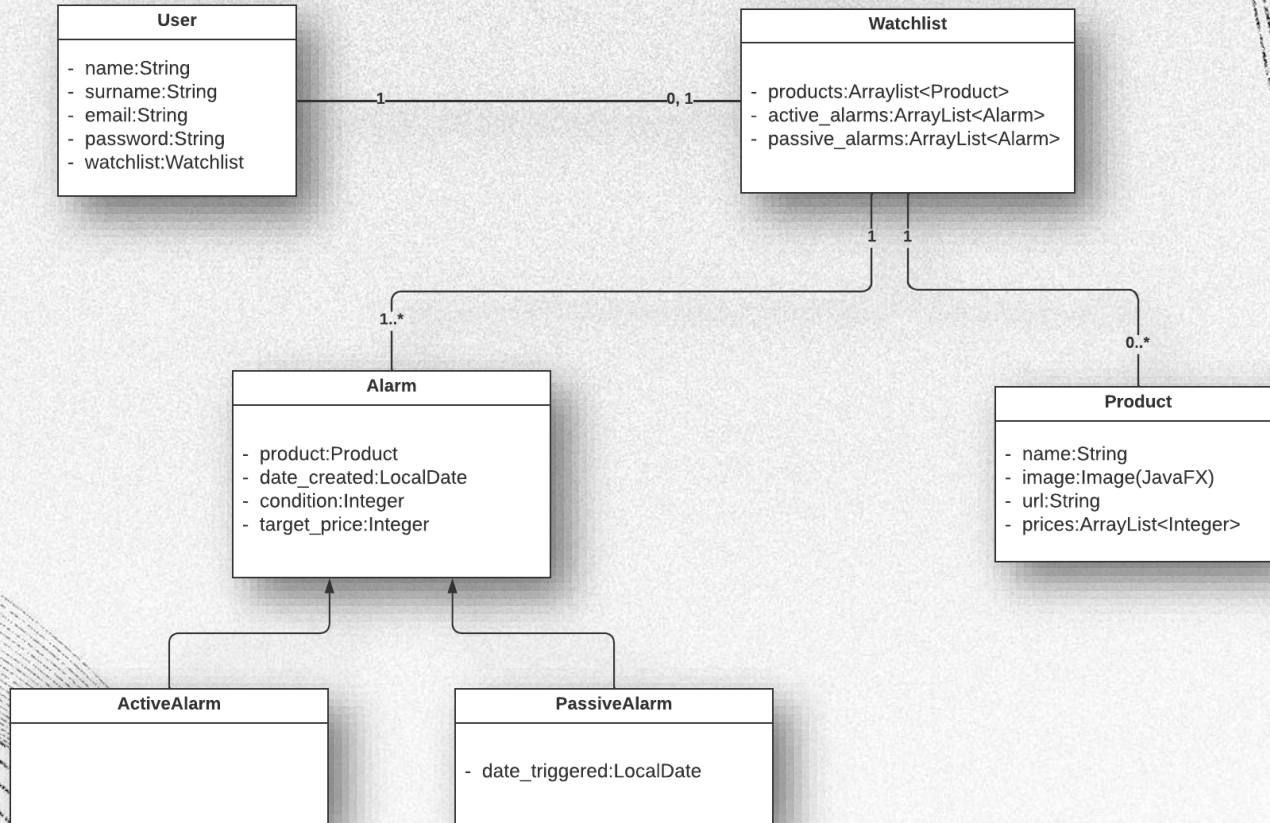 User
- name:String
- surname:String
- email:String
- password:String
- watchlist:Watchlist
1
0, 1
Watchlist
- products:Arraylist<Product>
- active_alarms:ArrayList<Alarm>
- passive_alarms:ArrayList<Alarm>
1
1
1..*
0..*
Alarm
- product:Product
- date_created:LocalDate
- condition:Integer
- target_price:Integer
Product
- name:String
- image:Image(JavaFX)
- url:String
- prices:ArrayList<Integer>
ActiveAlarm
PassiveAlarm
- date_triggered:LocalDate